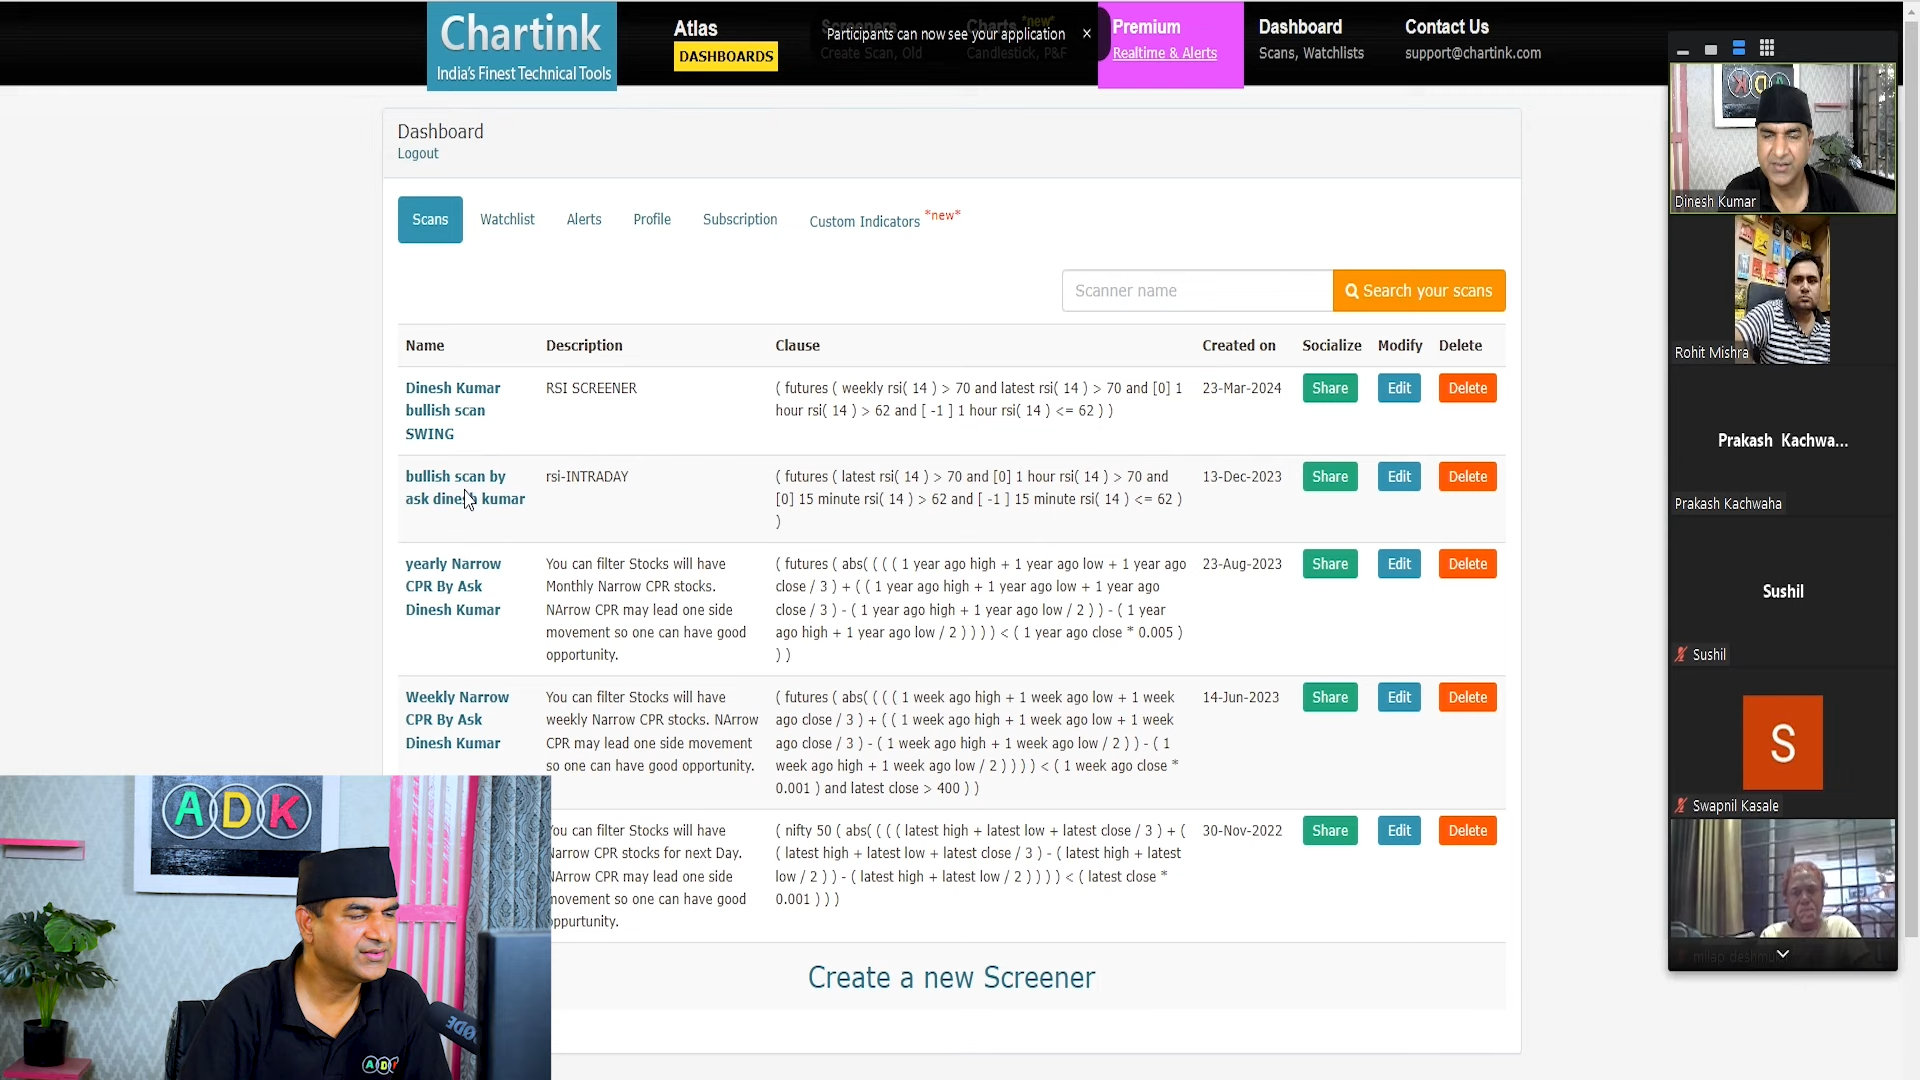 Chartink
India's Finest Technical Tools
Atlas
DASHBOARDS
Screeners
Create Scan, Old
Charts *new*
Candlestick, P&F
Participants can now see your application ×
Premium
Realtime & Alerts
Dashboard
Scans, Watchlists
Contact Us
support@chartink.com
Dashboard
Logout
Scans Watchlist Alerts Profile Subscription Custom Indicators *new*
Scanner name Search your scans
Name Description Clause Created on Socialize Modify Delete
Dinesh Kumar
bullish scan
SWING
RSI SCREENER
( futures ( weekly rsi( 14 ) > 70 and latest rsi( 14 ) > 70 and [0] 1
hour rsi( 14 ) > 62 and [ -1 ] 1 hour rsi( 14 ) <= 62 ) )
23-Mar-2024 Share Edit Delete
bullish scan by
ask dinesh kumar
rsi-INTRADAY
( futures ( latest rsi( 14 ) > 70 and [0] 1 hour rsi( 14 ) > 70 and
[0] 15 minute rsi( 14 ) > 62 and [ -1 ] 15 minute rsi( 14 ) <= 62 )
)
13-Dec-2023 Share Edit Delete
yearly Narrow
CPR By Ask
Dinesh Kumar
You can filter Stocks will have
Monthly Narrow CPR stocks.
NArrow CPR may lead one side
movement so one can have good
opportunity.
( futures ( abs( ( ( ( 1 year ago high + 1 year ago low + 1 year ago
close / 3 ) + ( ( 1 year ago high + 1 year ago low + 1 year ago
close / 3 ) - ( 1 year ago high + 1 year ago low / 2 ) ) - ( 1 year
ago high + 1 year ago low / 2 ) ) ) ) < ( 1 year ago close * 0.005 )
) )
23-Aug-2023 Share Edit Delete
Weekly Narrow
CPR By Ask
Dinesh Kumar
You can filter Stocks will have
weekly Narrow CPR stocks. NArrow
CPR may lead one side movement
so one can have good opportunity.
( futures ( abs( ( ( ( 1 week ago high + 1 week ago low + 1 week
ago close / 3 ) + ( ( 1 week ago high + 1 week ago low + 1 week
ago close / 3 ) - ( 1 week ago high + 1 week ago low / 2 ) ) - ( 1
week ago high + 1 week ago low / 2 ) ) ) ) < ( 1 week ago close *
0.001 ) and latest close > 400 ) )
14-Jun-2023 Share Edit Delete
You can filter Stocks will have
Narrow CPR stocks for next Day.
NArrow CPR may lead one side
movement so one can have good
oppurtunity.
( nifty 50 ( abs( ( ( ( latest high + latest low + latest close / 3 ) + (
( latest high + latest low + latest close / 3 ) - ( latest high + latest
low / 2 ) ) - ( latest high + latest low / 2 ) ) ) ) < ( latest close *
0.001 ) ) )
30-Nov-2022 Share Edit Delete
Create a new Screener
Dinesh Kumar
Rohit Mishra
Prakash Kachwa...
Prakash Kachwaha
Sushil
Sushil
S
Swapnil Kasale
ADK
RØDE
ADK